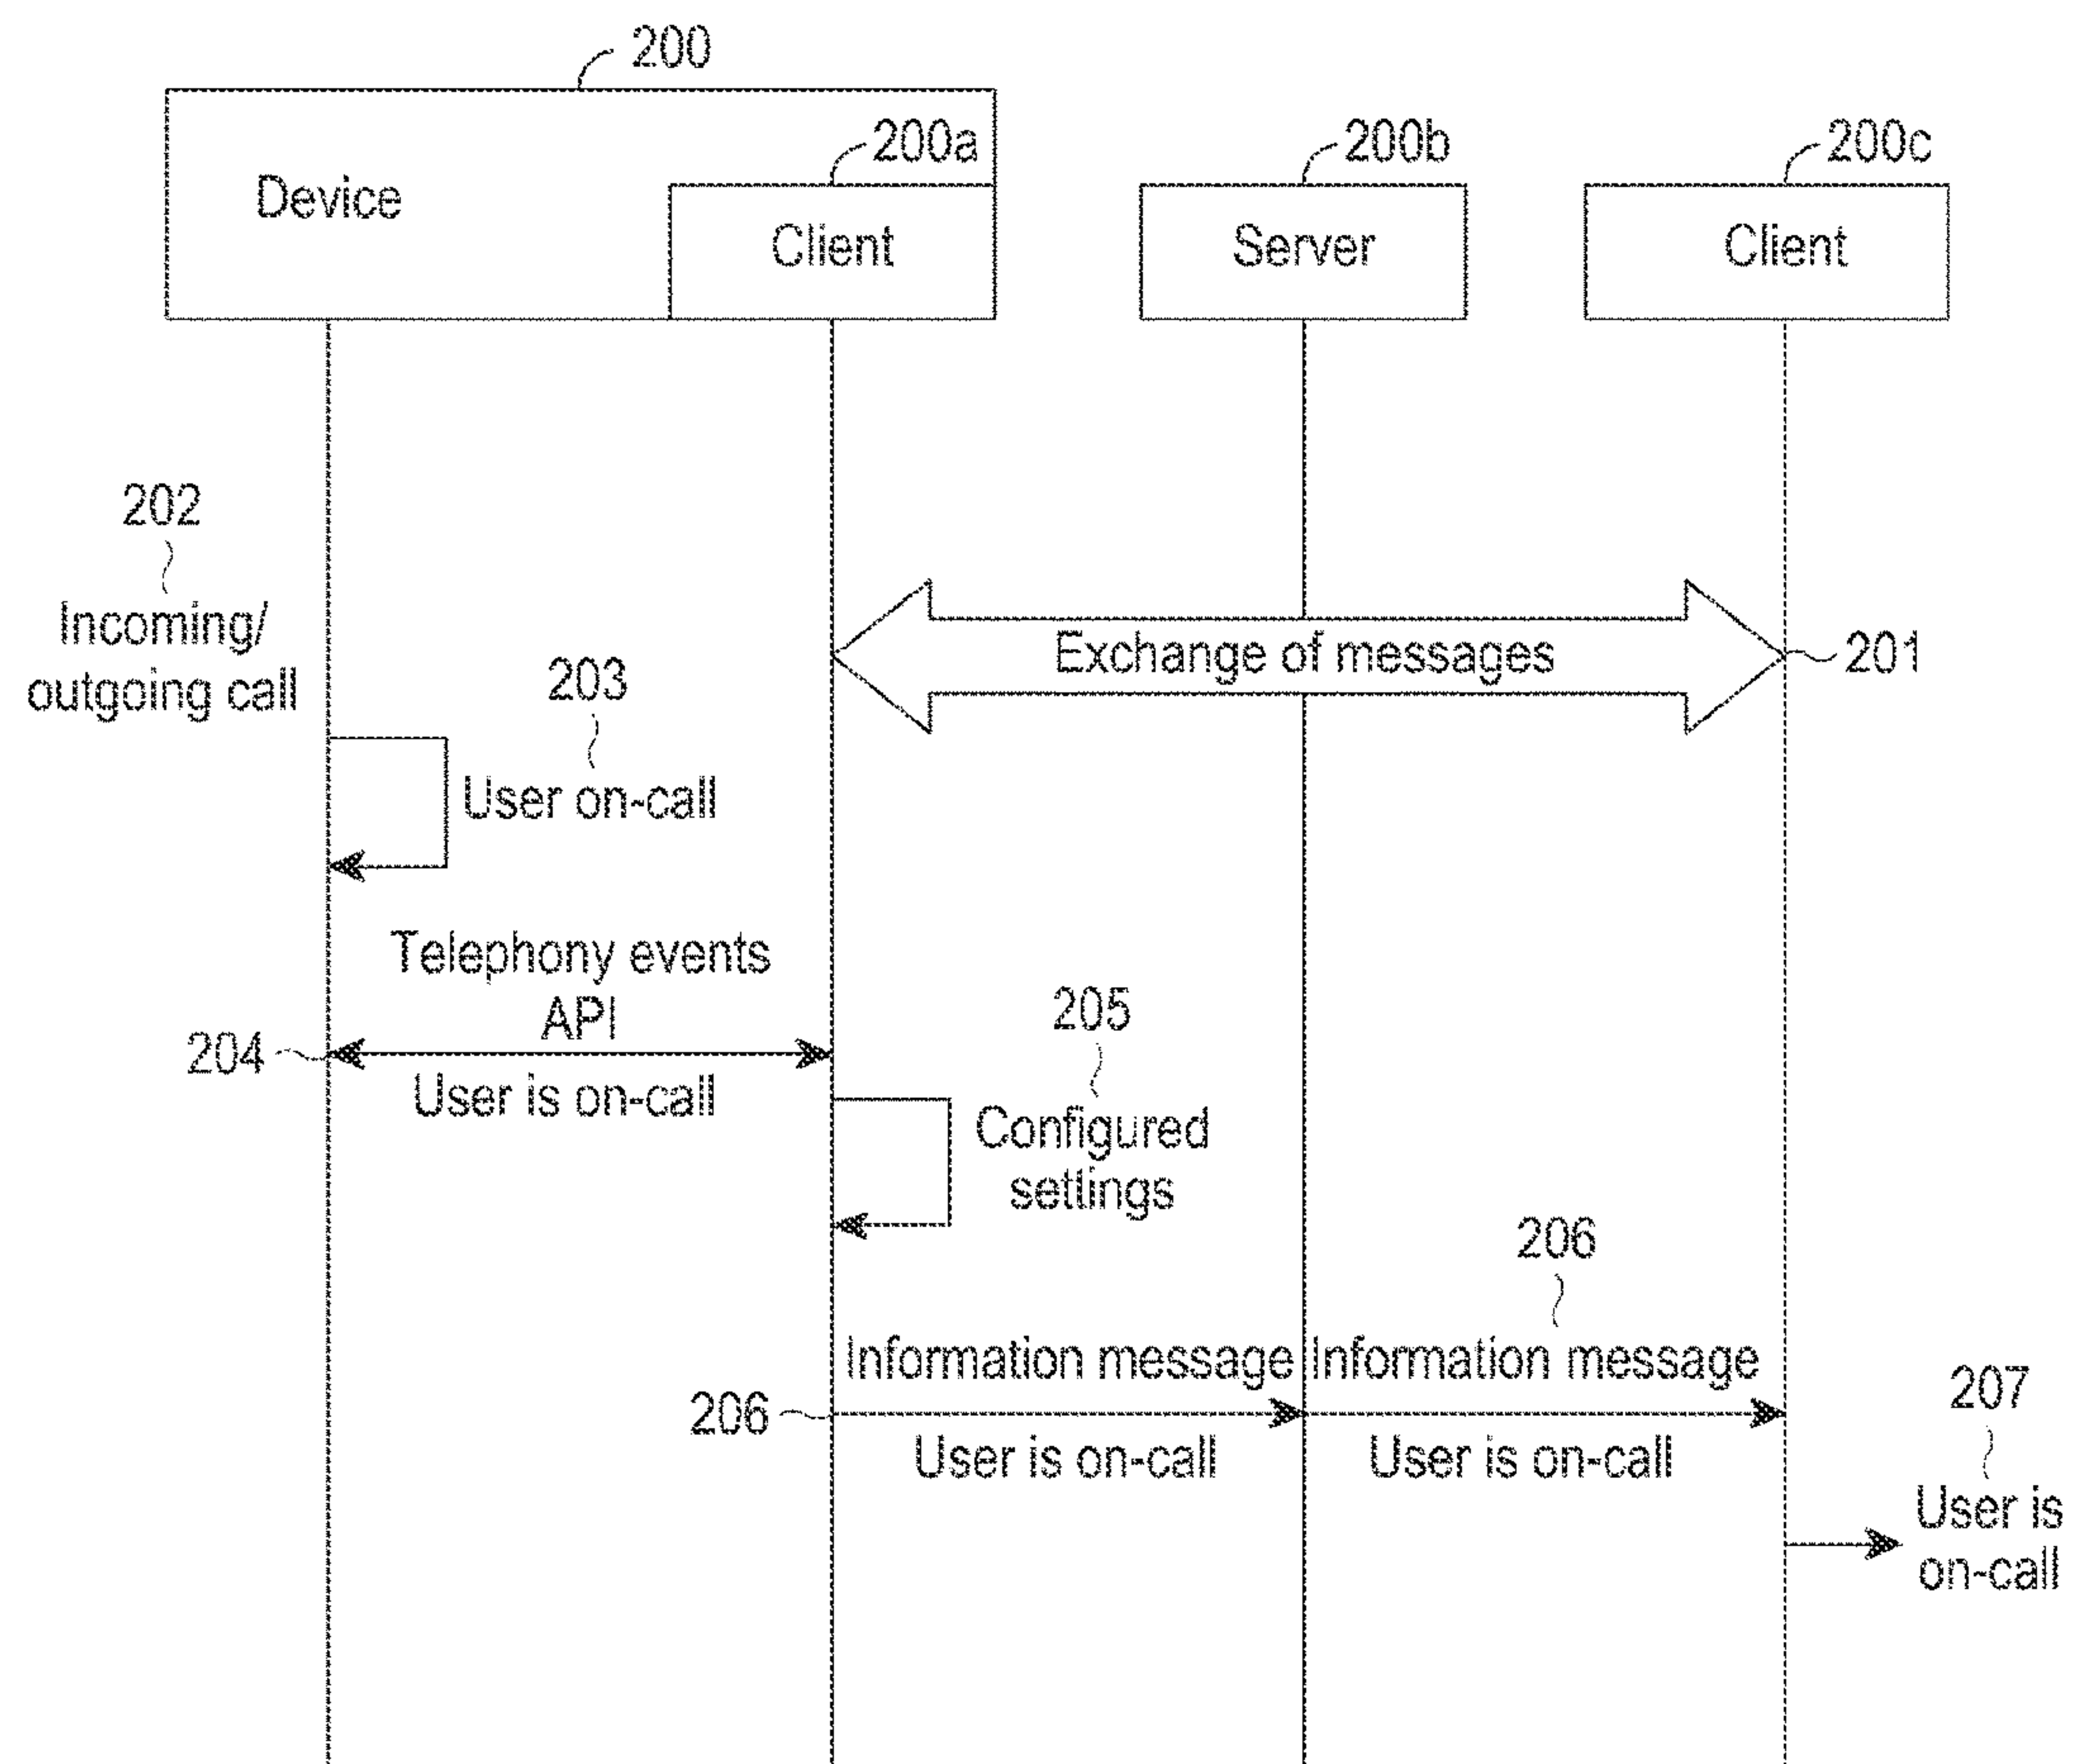 200
200a
200b
200c
Device
Client
Server
Client
202
Incoming/
outgoing call
Exchange of messages
201
203
User on-call
Telephony events
API
204
User is on-call
205
Configured
settings
206
Information message
Information message
206
User is on-call
User is on-call
207
User is
on-call